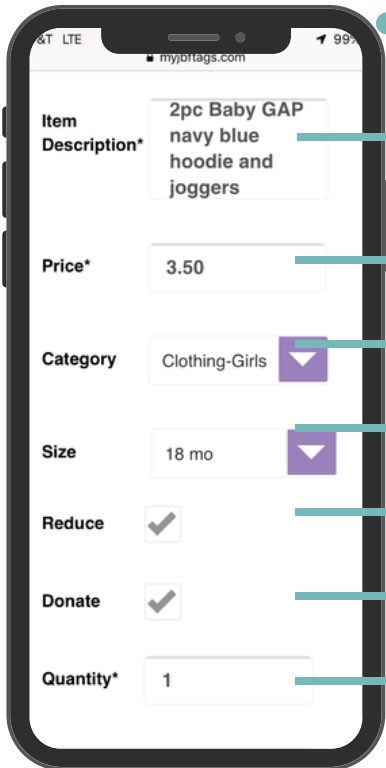 &T LTE 99%
myjbftags.com
Item Description* 2pc Baby GAP
navy blue
hoodie and
joggers
Price* 3.50
Category Clothing-Girls
Size 18 mo
Reduce
Donate
Quantity* 1